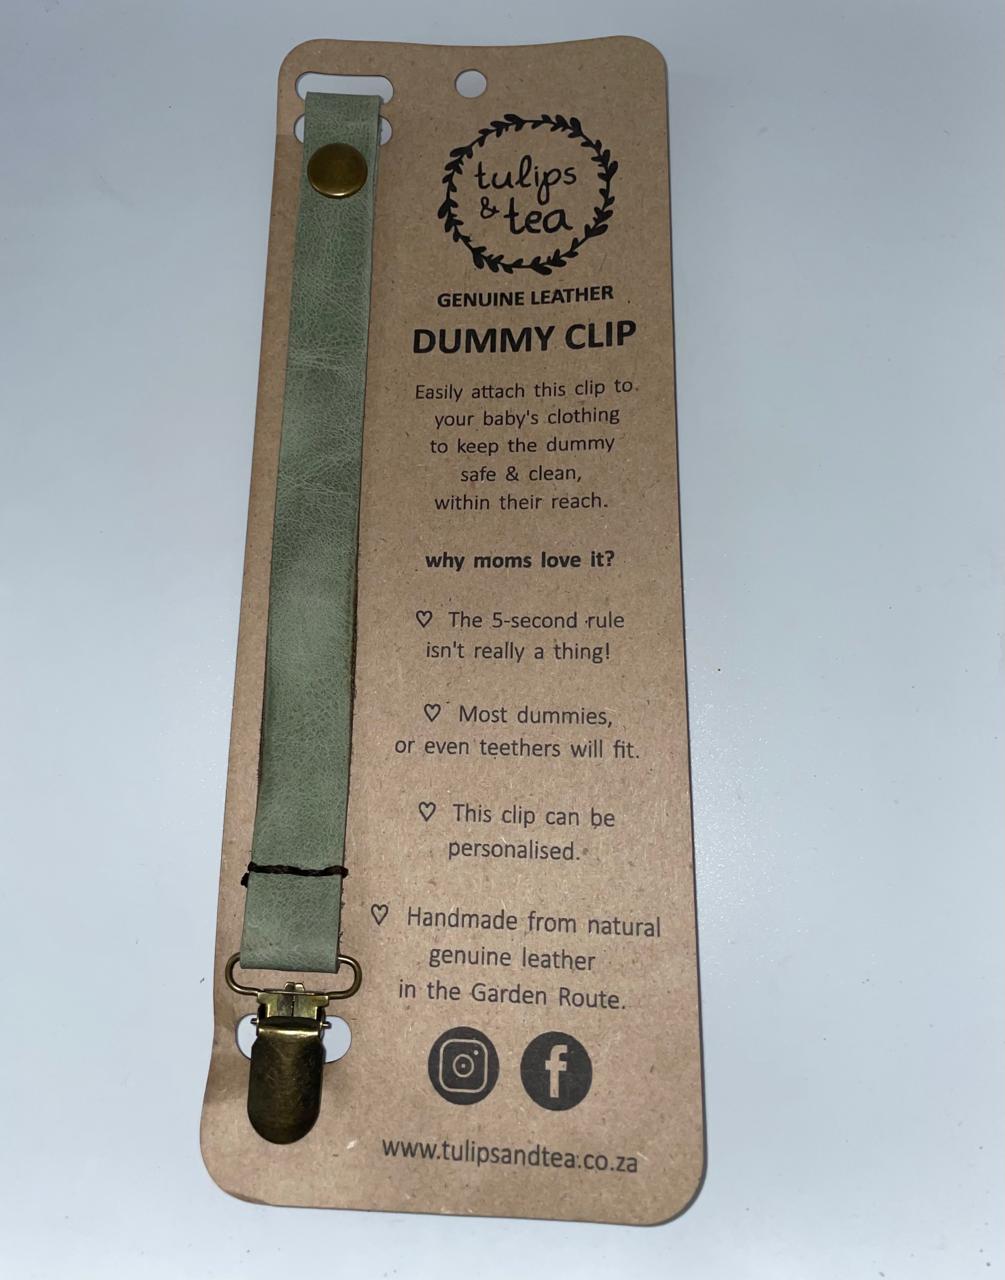 tulips
& tea
GENUINE LEATHER
DUMMY CLIP
Easily attach this clip to
your baby's clothing
to keep the dummy
safe & clean,
within their reach.
why moms love it?
♡ The 5-second rule
isn't really a thing!
♡ Most dummies,
or even teethers will fit.
♡ This clip can be
personalised.
♡ Handmade from natural
genuine leather
in the Garden Route.
www.tulipsandtea.co.za